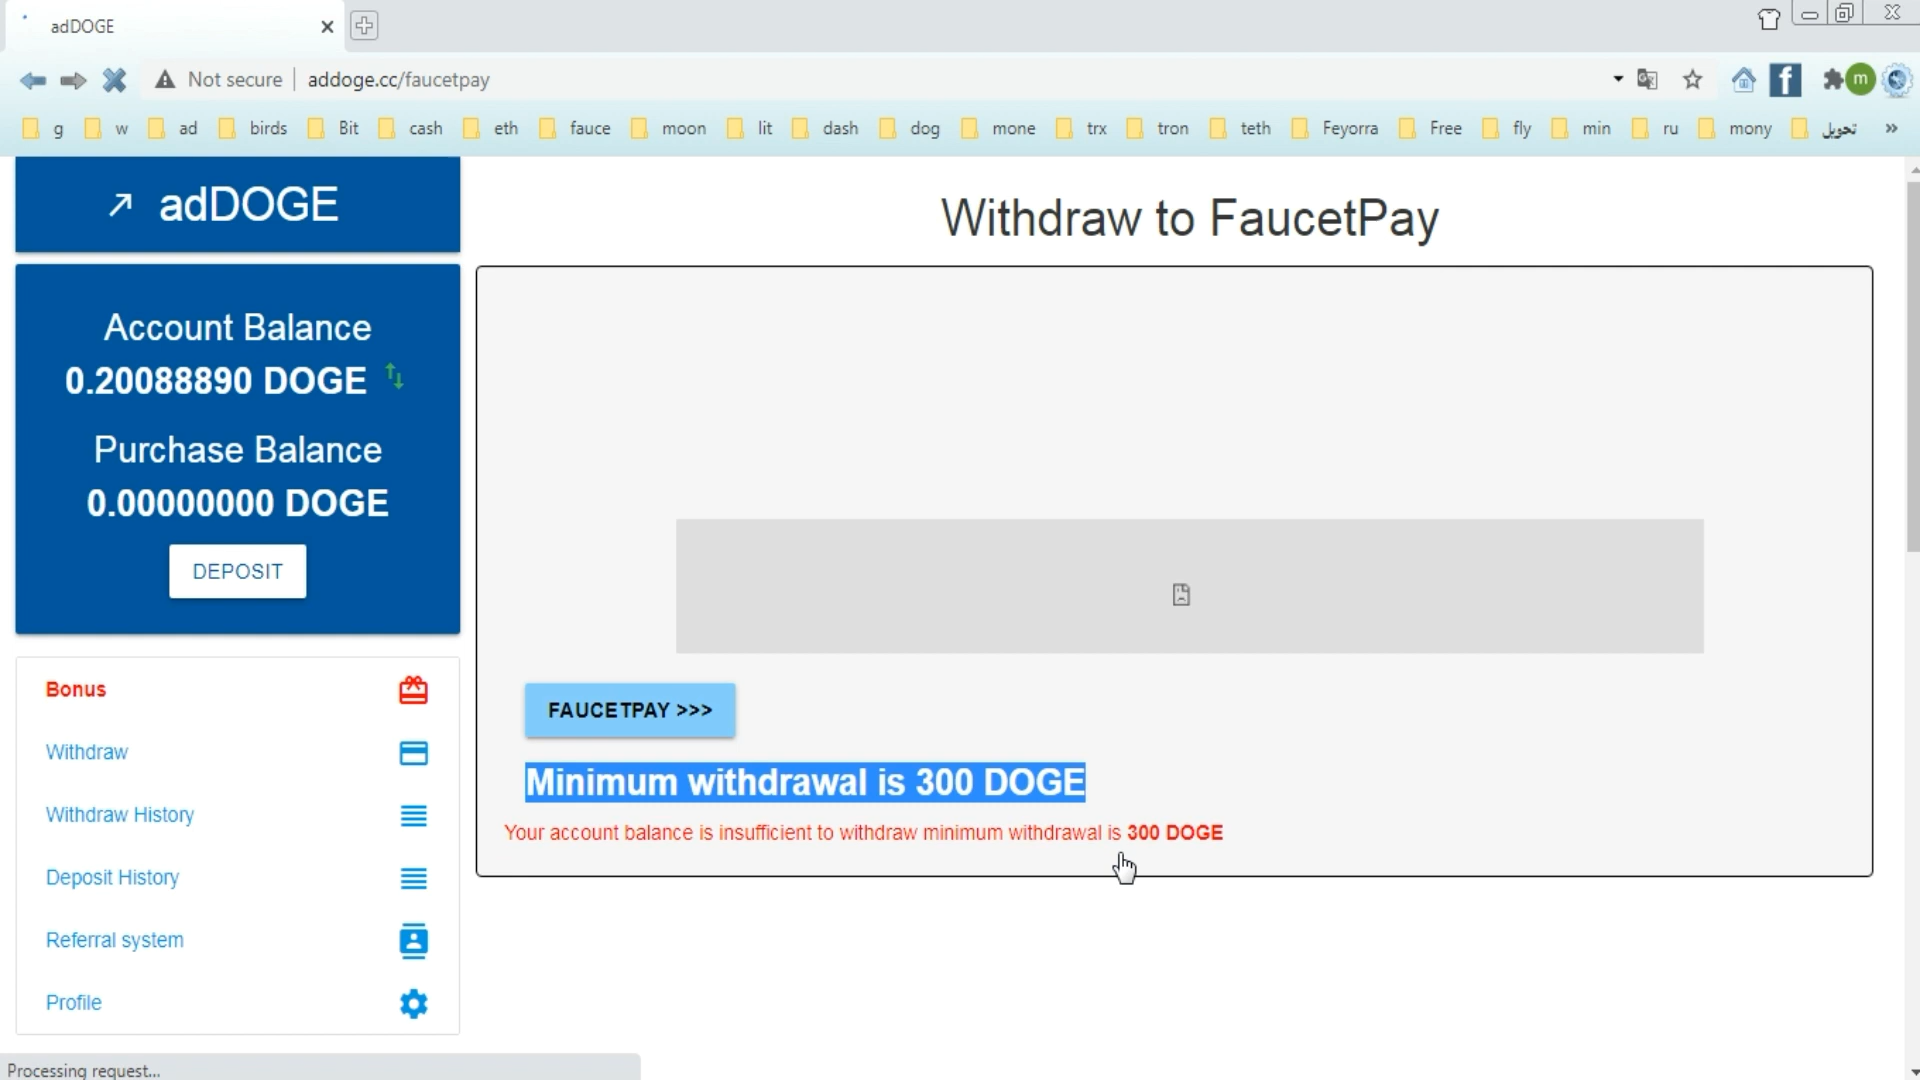 adDOGE
Not secure
addoge.cc/faucetpay
f
m
g w ad birds Bit cash eth fauce moon lit dash dog mone trx tron teth Feyorra Free fly min ru mony تحويل »
adDOGE
Account Balance
0.20088890 DOGE
Purchase Balance
0.00000000 DOGE
DEPOSIT
Bonus
Withdraw
Withdraw History
Deposit History
Referral system
Profile
Withdraw to FaucetPay
FAUCETPAY >>>
Minimum withdrawal is 300 DOGE
Your account balance is insufficient to withdraw minimum withdrawal is 300 DOGE
Processing request...